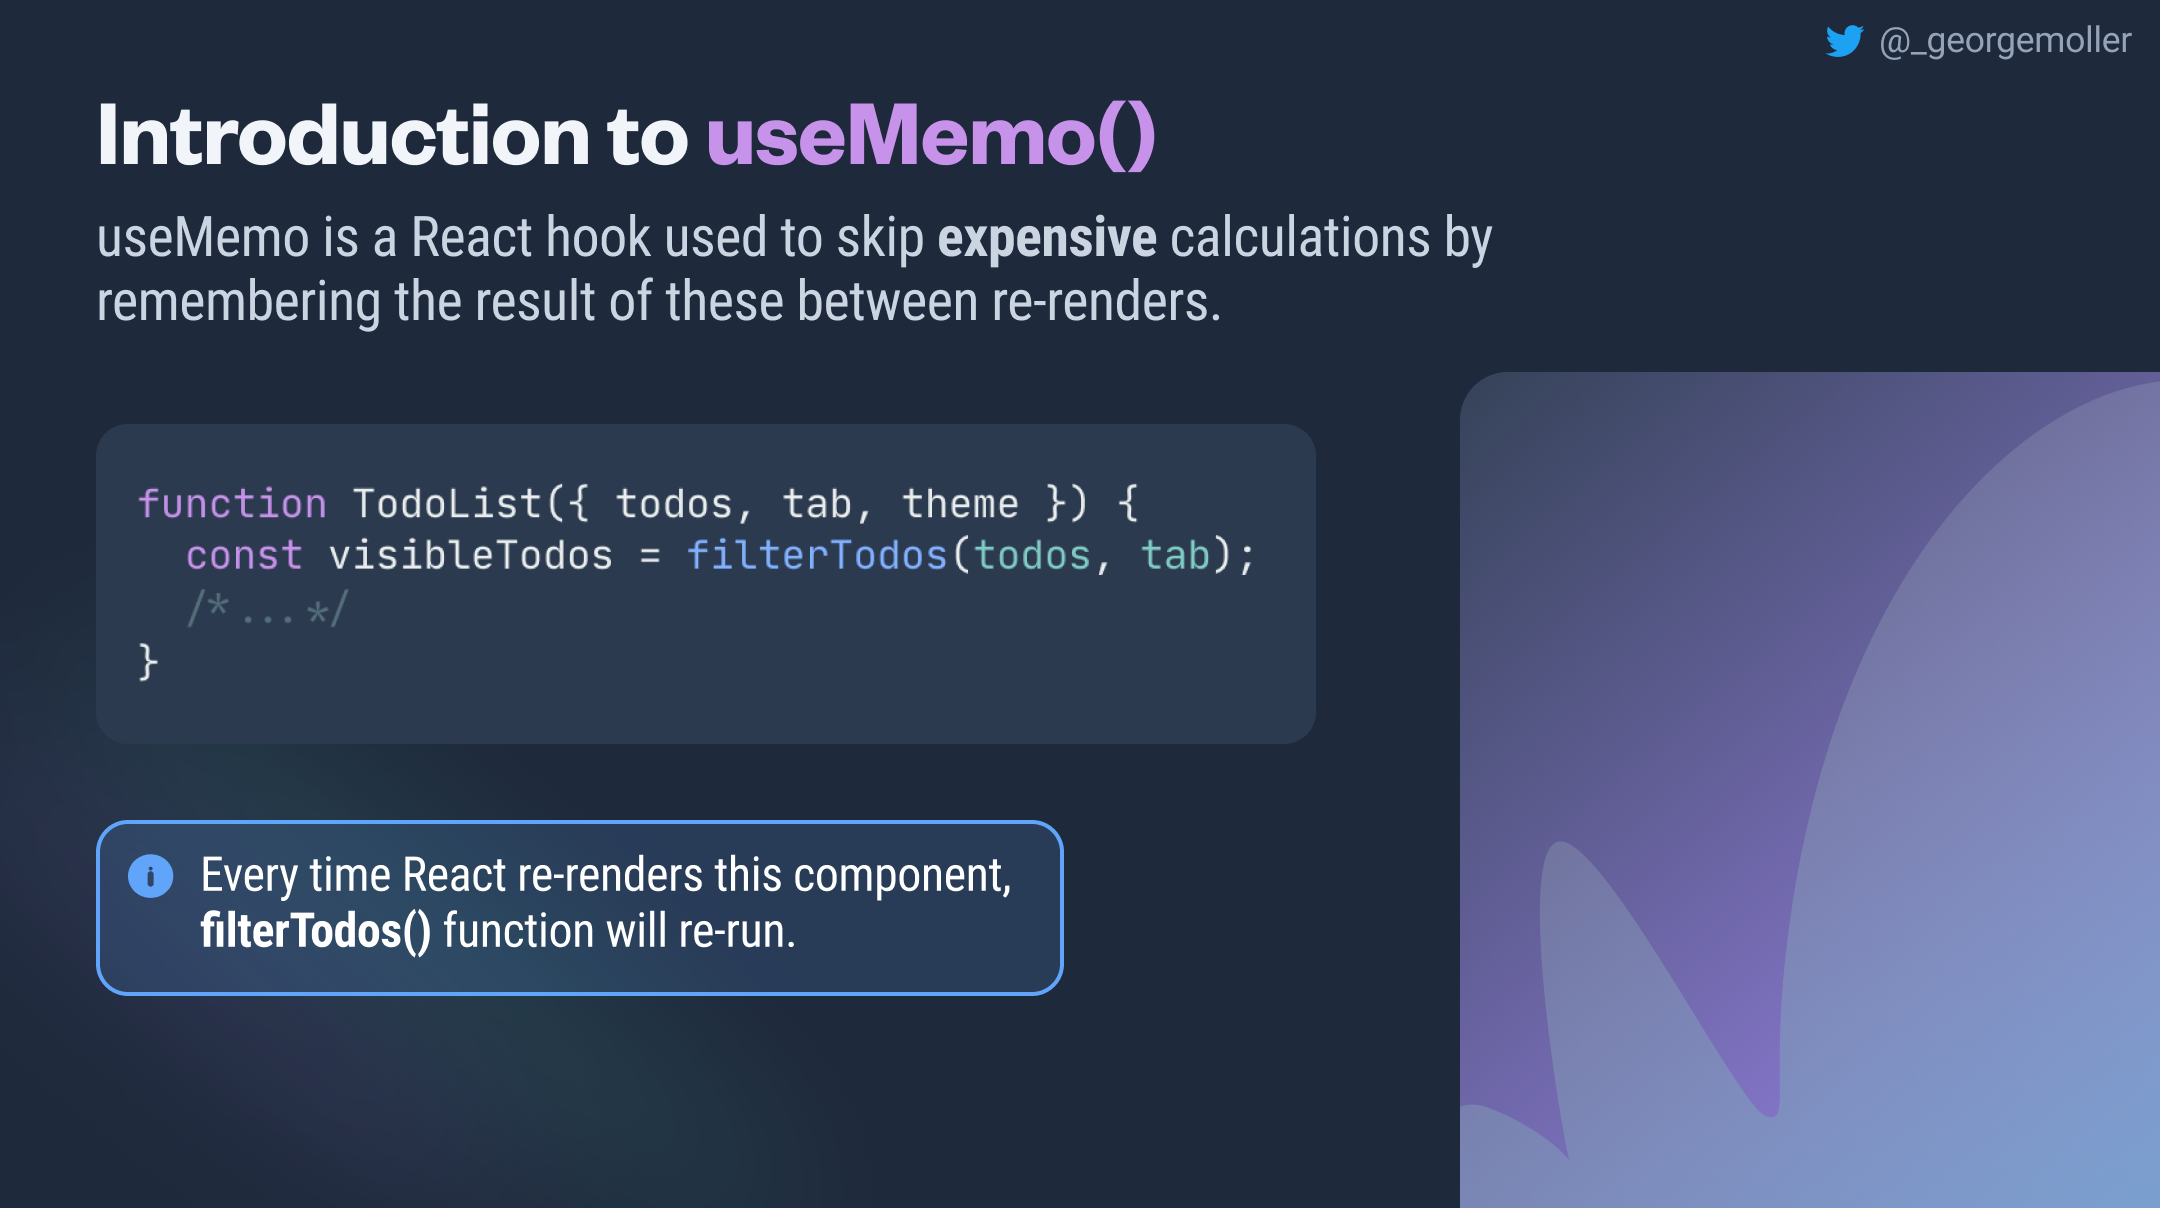 @_georgemoller
Introduction to useMemo()
useMemo is a React hook used to skip expensive calculations by
remembering the result of these between re-renders.
function TodoList({ todos, tab, theme }) {
  const visibleTodos = filterTodos(todos, tab);
  /*...*/
}
Every time React re-renders this component,
filterTodos() function will re-run.